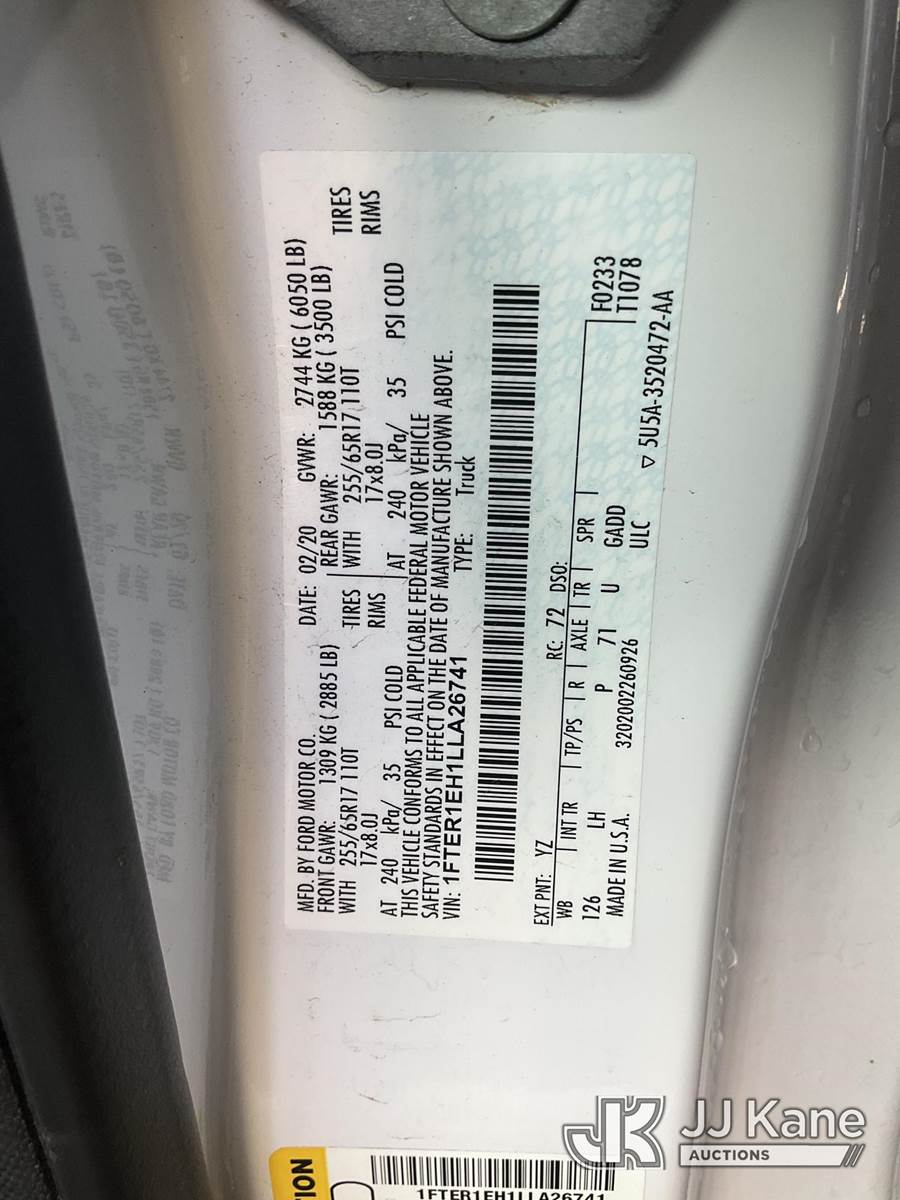 MFD. BY FORD MOTOR CO. DATE: 02/20 GVWR: 2744 KG ( 6050 LB)
FRONT GAWR: 1309 KG ( 2885 LB) REAR GAWR: 1588 KG ( 3500 LB)
WITH 255/65R17 110T TIRES WITH 255/65R17 110T TIRES
17x8.0J RIMS 17x8.0J RIMS
AT 240 kPa/ 35 PSI COLD AT 240 kPa/ 35 PSI COLD
THIS VEHICLE CONFORMS TO ALL APPLICABLE FEDERAL MOTOR VEHICLE
SAFETY STANDARDS IN EFFECT ON THE DATE OF MANUFACTURE SHOWN ABOVE.
VIN: 1FTER1EH1LLA26741 TYPE: Truck
EXT PNT: YZ RC: 72 DSO:
WB INT TR TP/PS R AXLE TR SPR F0233
126 LH P 71 U GADD T1078
MADE IN U.S.A. 3202002260926 ULC
▽ 5U5A-3520472-AA
TION
1FTER1EH1LLA26741
JK JJ Kane
AUCTIONS